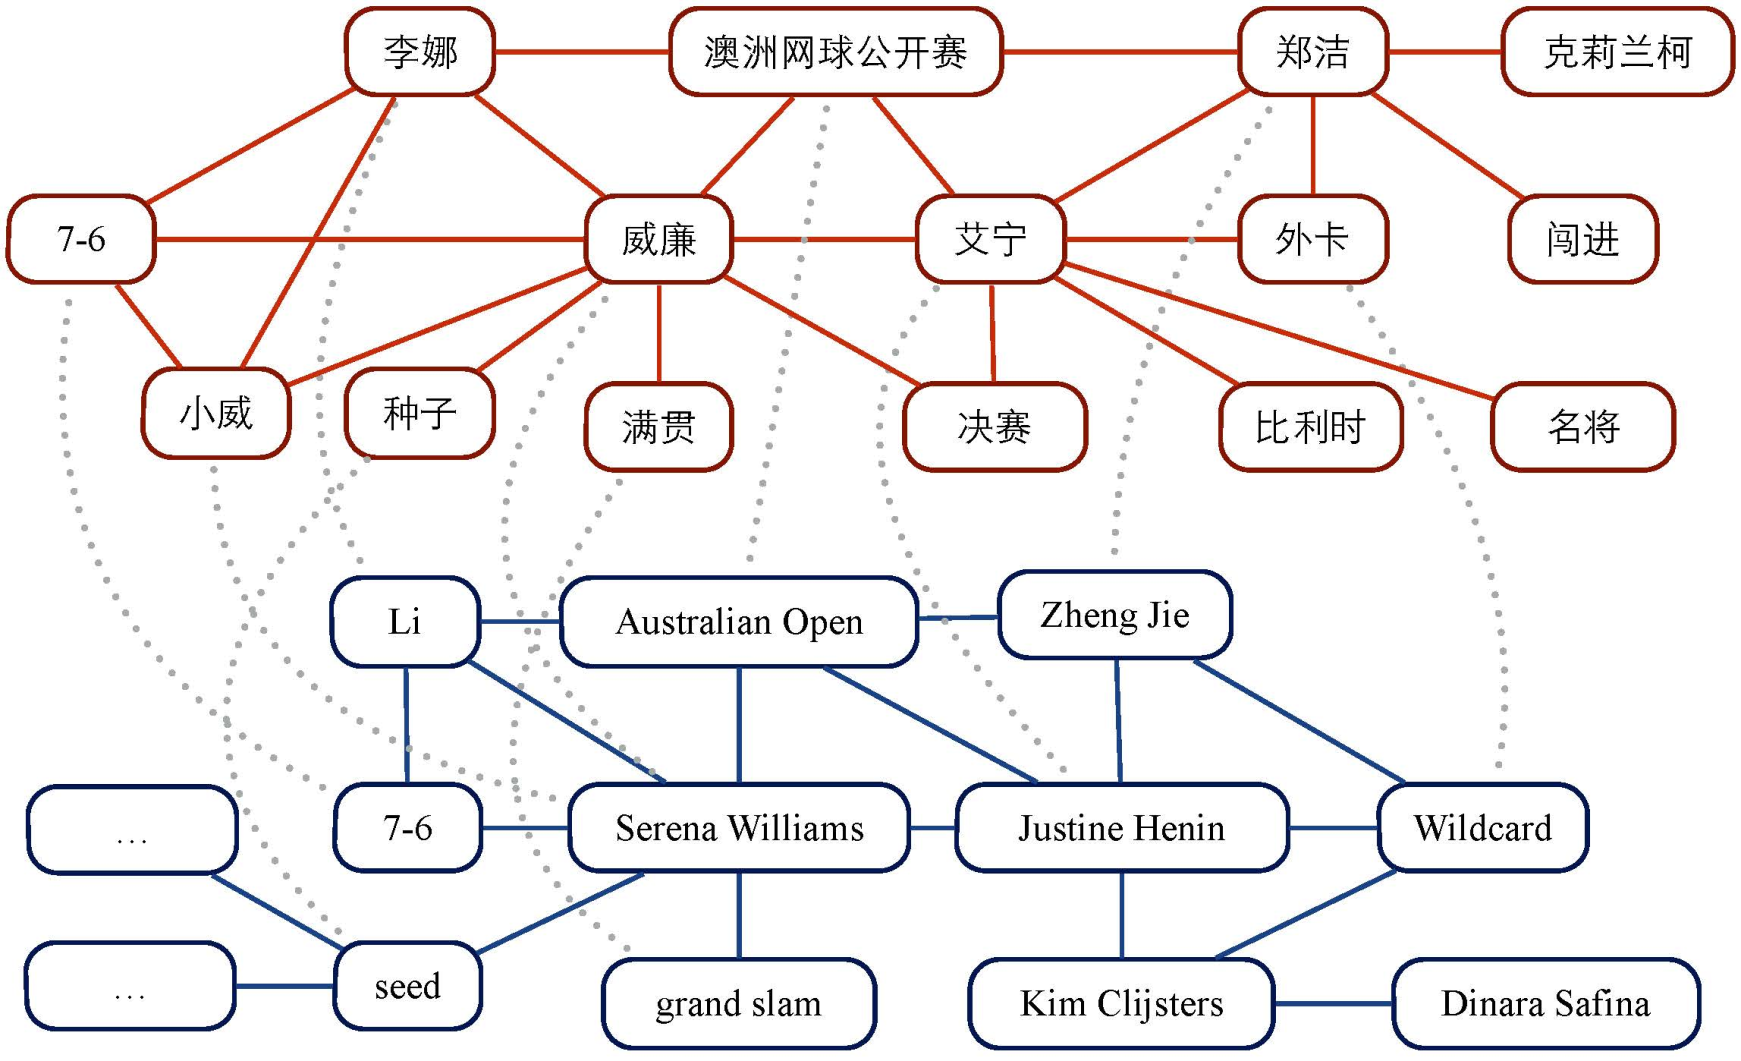 李娜
澳洲网球公开赛
郑洁
克莉兰柯
7-6
威廉
艾宁
外卡
闯进
小威
种子
满贯
决赛
比利时
名将
Li
Australian Open
Zheng Jie
...
7-6
Serena Williams
Justine Henin
Wildcard
...
seed
grand slam
Kim Clijsters
Dinara Safina